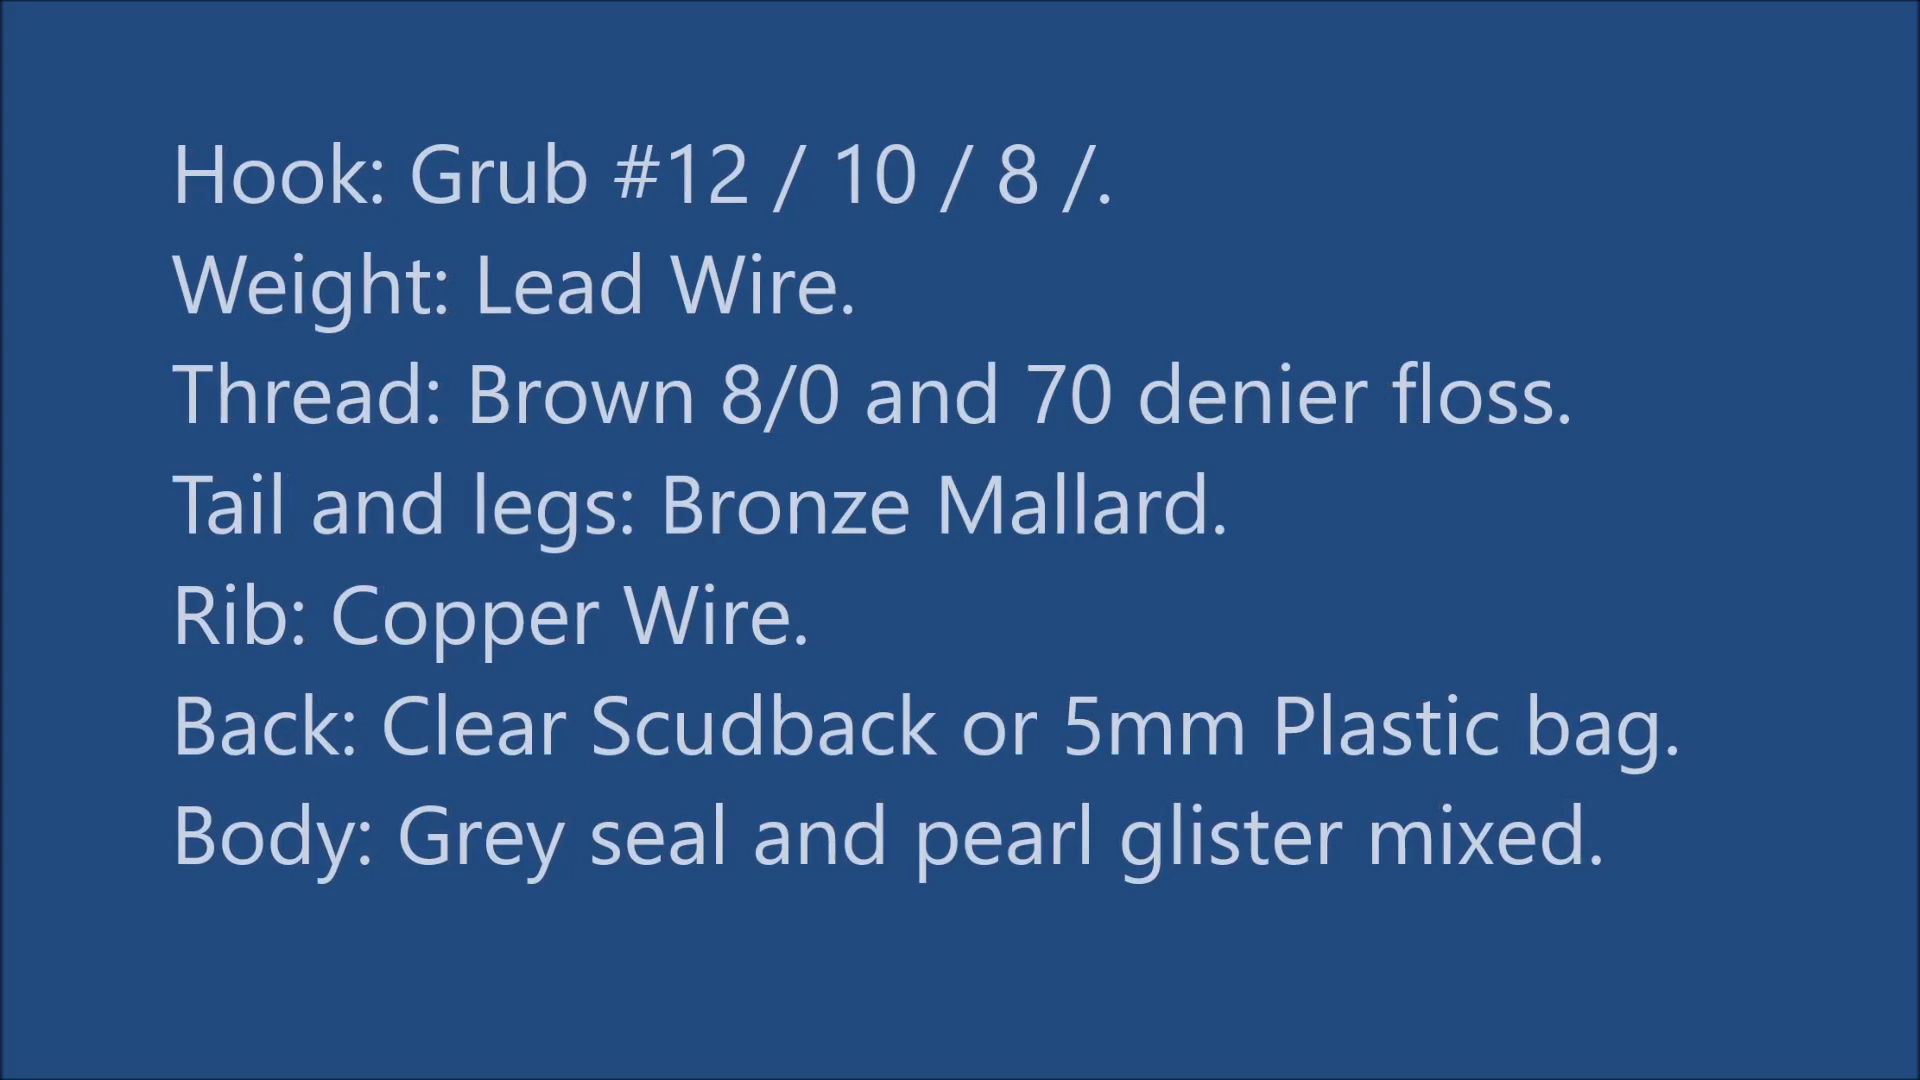 Hook: Grub #12 / 10 / 8 /.
Weight: Lead Wire.
Thread: Brown 8/0 and 70 denier floss.
Tail and legs: Bronze Mallard.
Rib: Copper Wire.
Back: Clear Scudback or 5mm Plastic bag.
Body: Grey seal and pearl glister mixed.